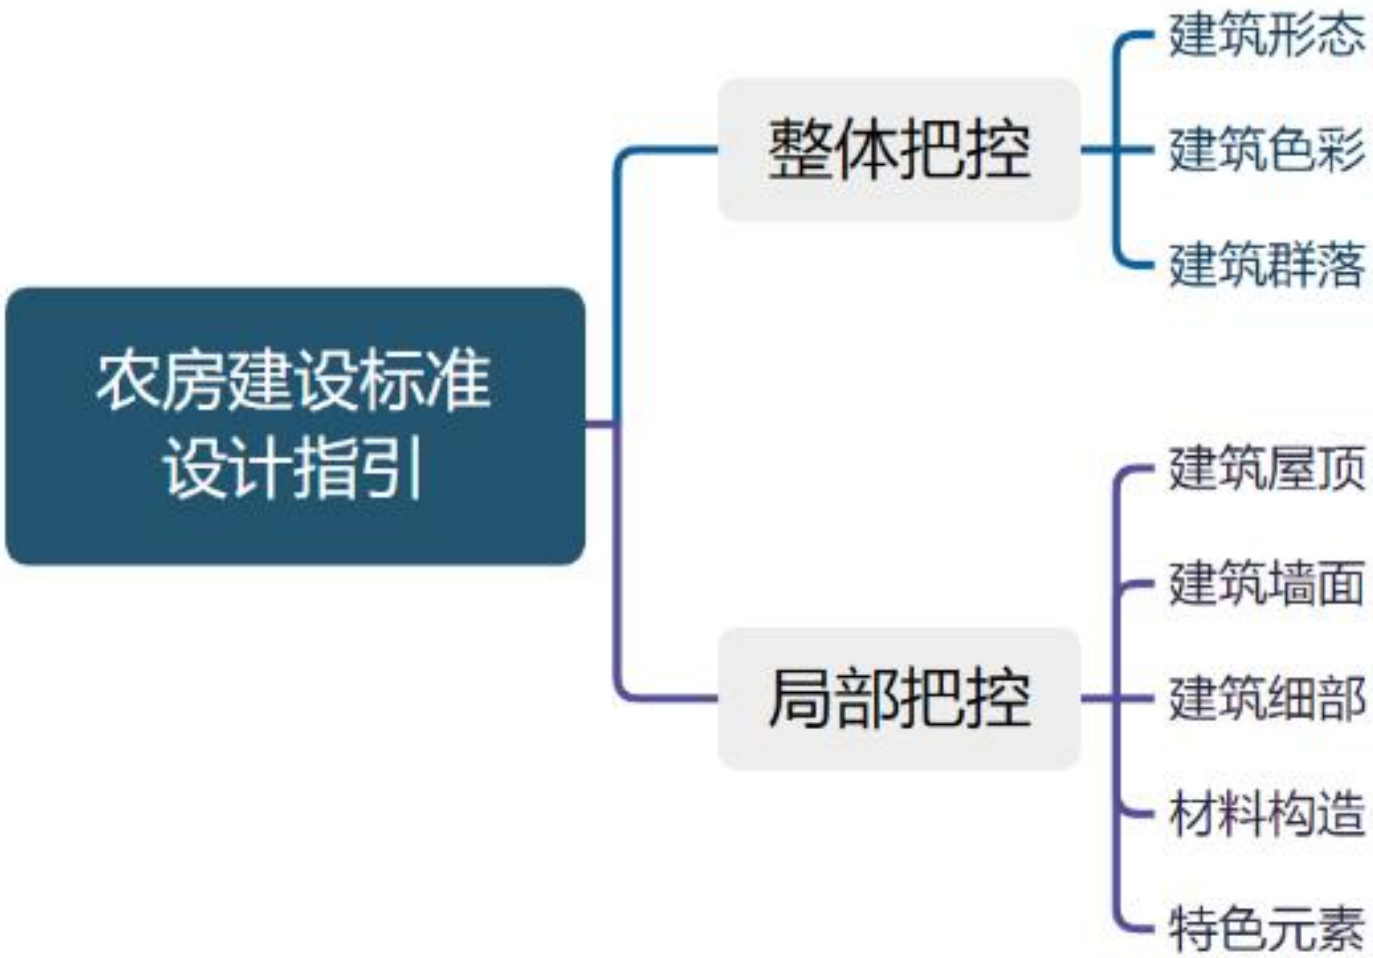 农房建设标准
设计指引
整体把控
建筑形态
建筑色彩
建筑群落
局部把控
建筑屋顶
建筑墙面
建筑细部
材料构造
特色元素